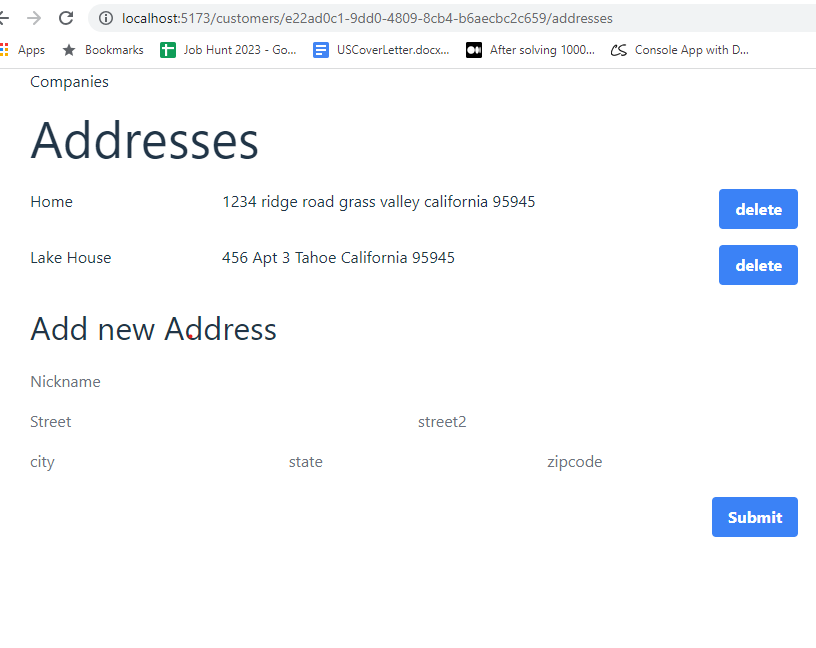 localhost:5173/customers/e22ad0c1-9dd0-4809-8cb4-b6aecbc2c659/addresses
Apps Bookmarks Job Hunt 2023 - Go... USCoverLetter.docx... After solving 1000... CS Console App with D...
Companies
Addresses
Home 1234 ridge road grass valley california 95945 delete
Lake House 456 Apt 3 Tahoe California 95945 delete
Add new Address
Nickname
Street street2
city state zipcode
Submit